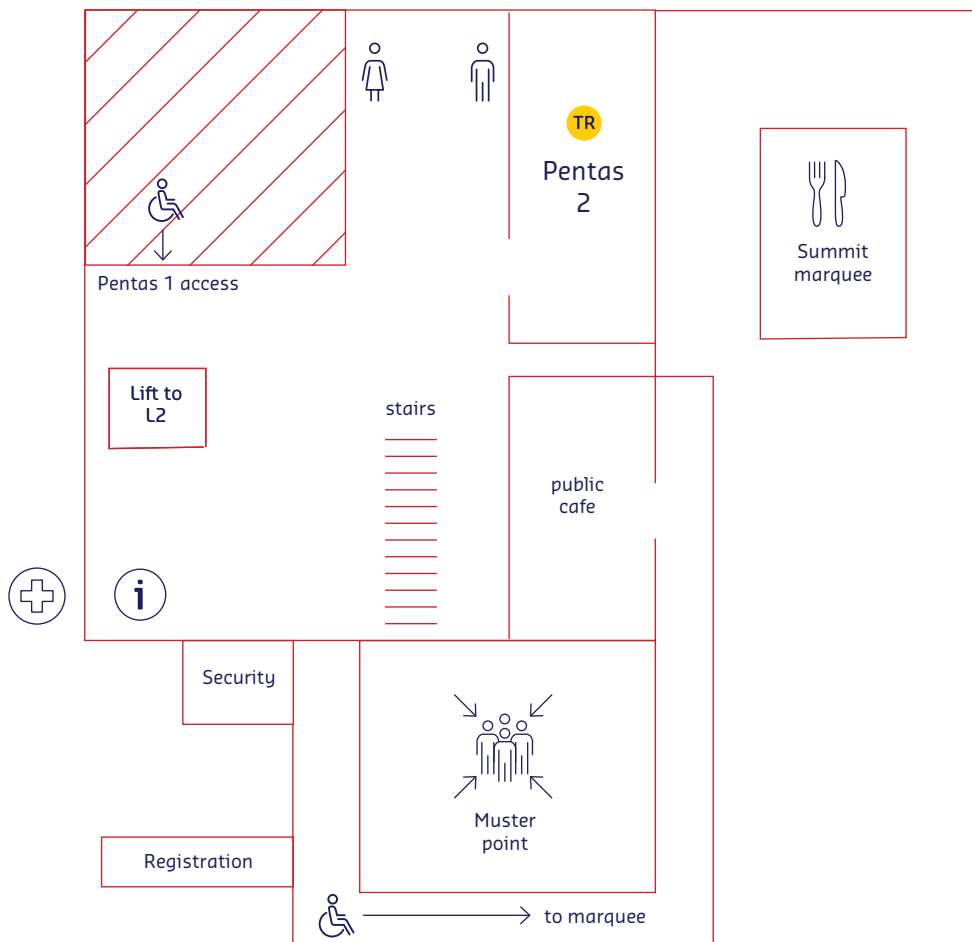 TR
Pentas
2
Summit
marquee
Pentas 1 access
Lift to
L2
stairs
public
cafe
i
Security
Muster
point
Registration
to marquee